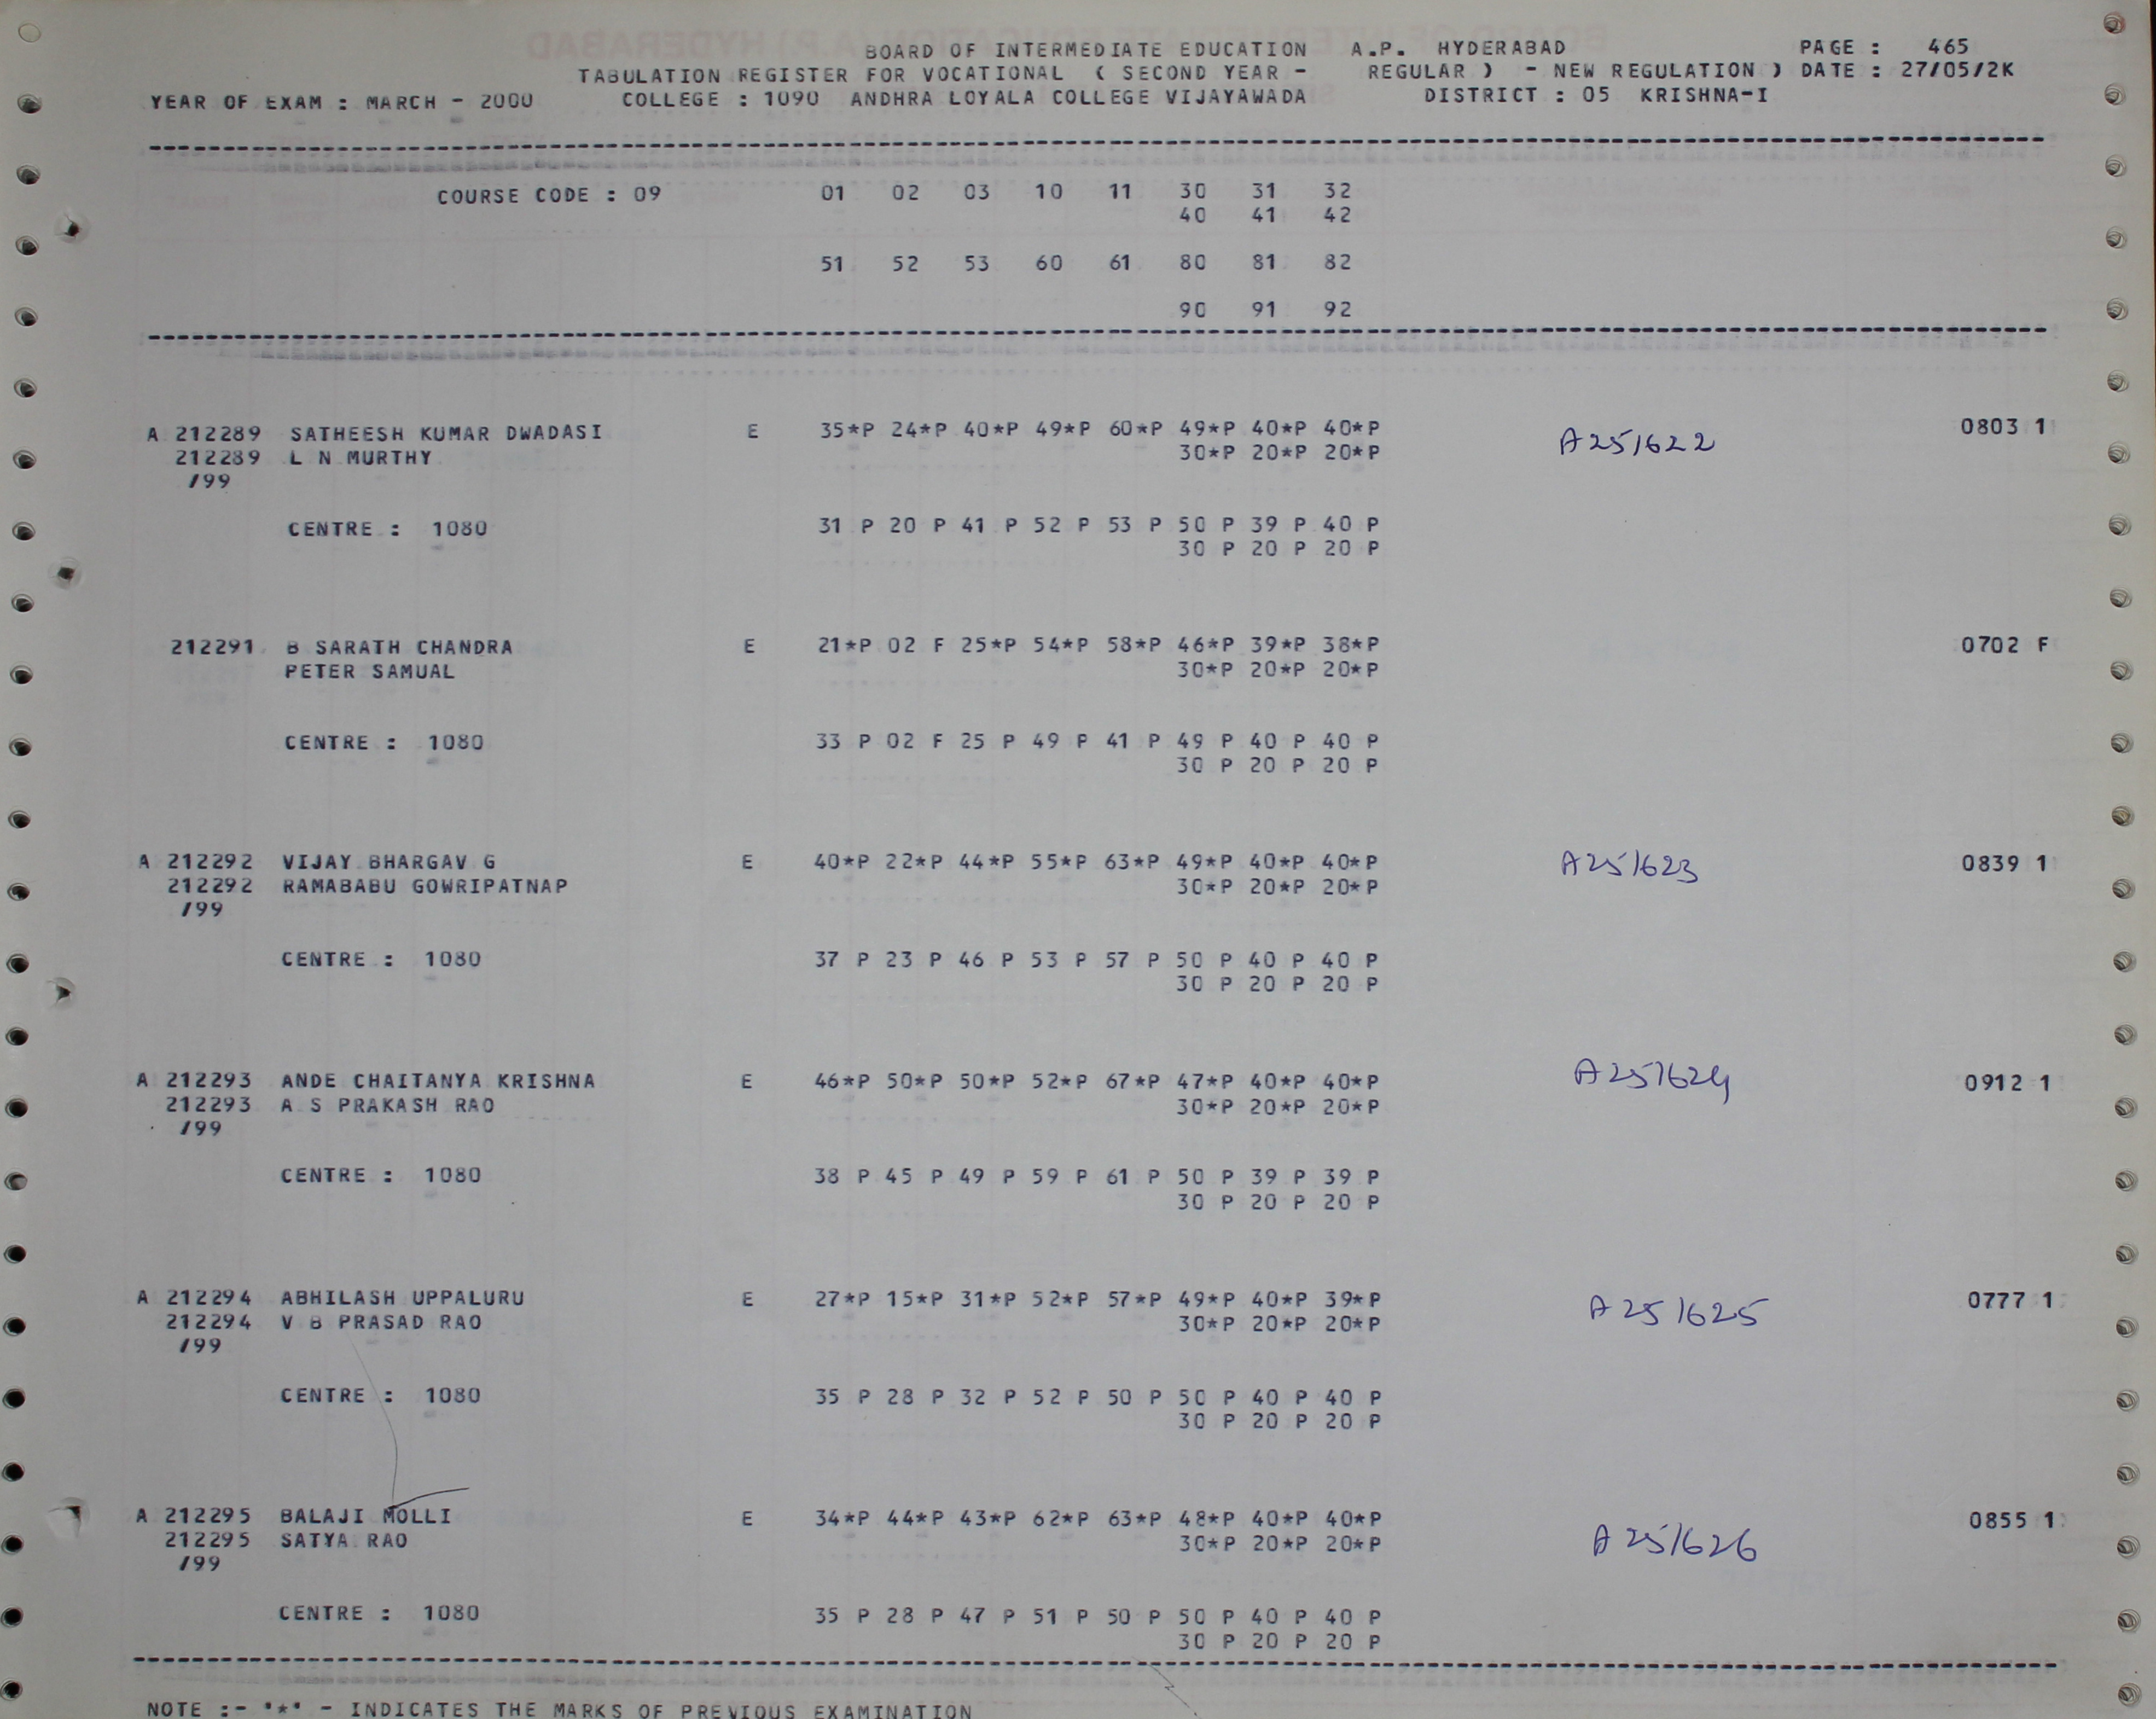 BOARD OF INTERMEDIATE EDUCATION A.P. HYDERABAD PAGE : 465
TABULATION REGISTER FOR VOCATIONAL ( SECOND YEAR - REGULAR ) - NEW REGULATION ) DATE : 27/05/2K
YEAR OF EXAM : MARCH - 2000 COLLEGE : 1090 ANDHRA LOYALA COLLEGE VIJAYAWADA DISTRICT : 05 KRISHNA-I
COURSE CODE : 09 01 02 03 10 11 30 31 32
40 41 42
51 52 53 60 61 80 81 82
90 91 92
A 212289 SATHEESH KUMAR DWADASI E 35*P 24*P 40*P 49*P 60*P 49*P 40*P 40*P A251622 0803 1
212289 L N MURTHY 30*P 20*P 20*P
/99
CENTRE : 1080 31 P 20 P 41 P 52 P 53 P 50 P 39 P 40 P
30 P 20 P 20 P
212291 B SARATH CHANDRA E 21*P 02 F 25*P 54*P 58*P 46*P 39*P 38*P 0702 F
PETER SAMUAL 30*P 20*P 20*P
CENTRE : 1080 33 P 02 F 25 P 49 P 41 P 49 P 40 P 40 P
30 P 20 P 20 P
A 212292 VIJAY BHARGAV G E 40*P 22*P 44*P 55*P 63*P 49*P 40*P 40*P A251623 0839 1
212292 RAMABABU GOWRIPATNAP 30*P 20*P 20*P
/99
CENTRE : 1080 37 P 23 P 46 P 53 P 57 P 50 P 40 P 40 P
30 P 20 P 20 P
A 212293 ANDE CHAITANYA KRISHNA E 46*P 50*P 50*P 52*P 67*P 47*P 40*P 40*P A251624 0912 1
212293 A S PRAKASH RAO 30*P 20*P 20*P
/99
CENTRE : 1080 38 P 45 P 49 P 59 P 61 P 50 P 39 P 39 P
30 P 20 P 20 P
A 212294 ABHILASH UPPALURU E 27*P 15*P 31*P 52*P 57*P 49*P 40*P 39*P A251625 0777 1
212294 V B PRASAD RAO 30*P 20*P 20*P
/99
CENTRE : 1080 35 P 28 P 32 P 52 P 50 P 50 P 40 P 40 P
30 P 20 P 20 P
A 212295 BALAJI MOLLI E 34*P 44*P 43*P 62*P 63*P 48*P 40*P 40*P A251626 0855 1
212295 SATYA RAO 30*P 20*P 20*P
/99
CENTRE : 1080 35 P 28 P 47 P 51 P 50 P 50 P 40 P 40 P
30 P 20 P 20 P
NOTE :- '*' - INDICATES THE MARKS OF PREVIOUS EXAMINATION